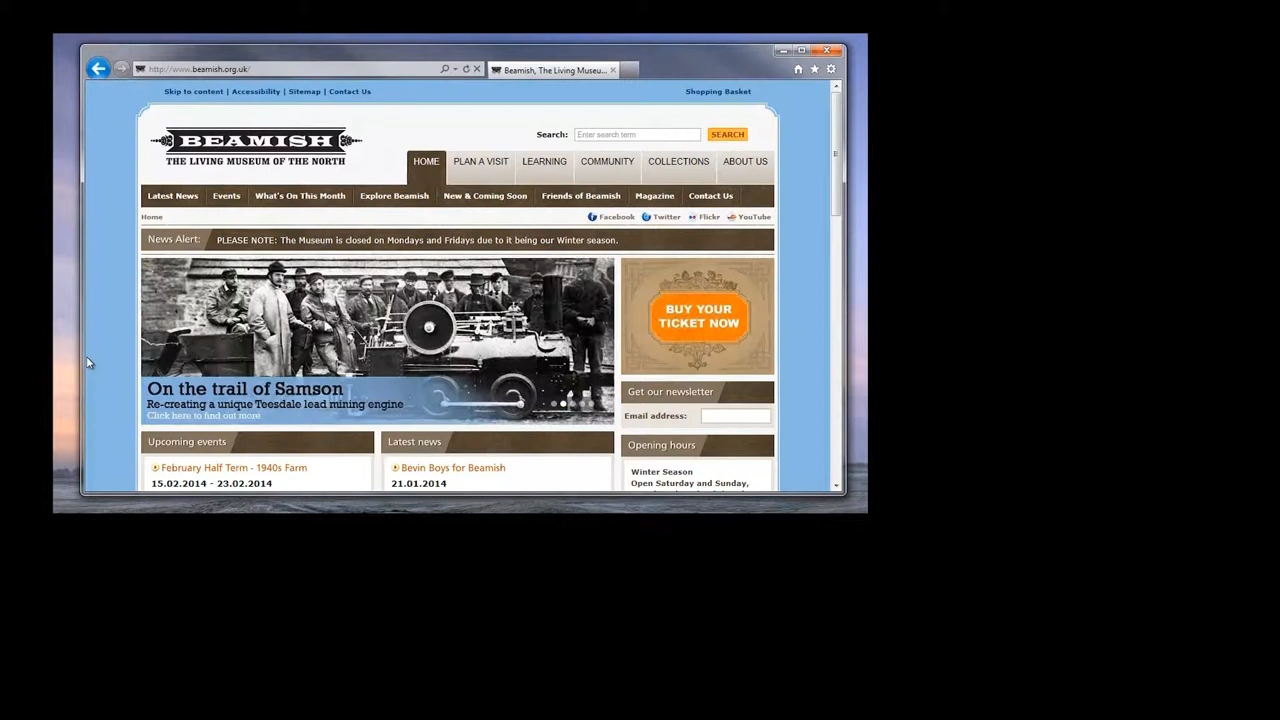 http://www.beamish.org.uk/
Beamish, The Living Museu...
Skip to content | Accessibility | Sitemap | Contact Us
Shopping Basket
BEAMISH
THE LIVING MUSEUM OF THE NORTH
Search: Enter search term SEARCH
HOME PLAN A VISIT LEARNING COMMUNITY COLLECTIONS ABOUT US
Latest News Events What's On This Month Explore Beamish New & Coming Soon Friends of Beamish Magazine Contact Us
Home
Facebook Twitter Flickr YouTube
News Alert: PLEASE NOTE: The Museum is closed on Mondays and Fridays due to it being our Winter season.
BUY YOUR
TICKET NOW
On the trail of Samson
Re-creating a unique Teesdale lead mining engine
Click here to find out more
Get our newsletter
Email address:
Upcoming events
Latest news
Opening hours
February Half Term - 1940s Farm
15.02.2014 - 23.02.2014
Bevin Boys for Beamish
21.01.2014
Winter Season
Open Saturday and Sunday,